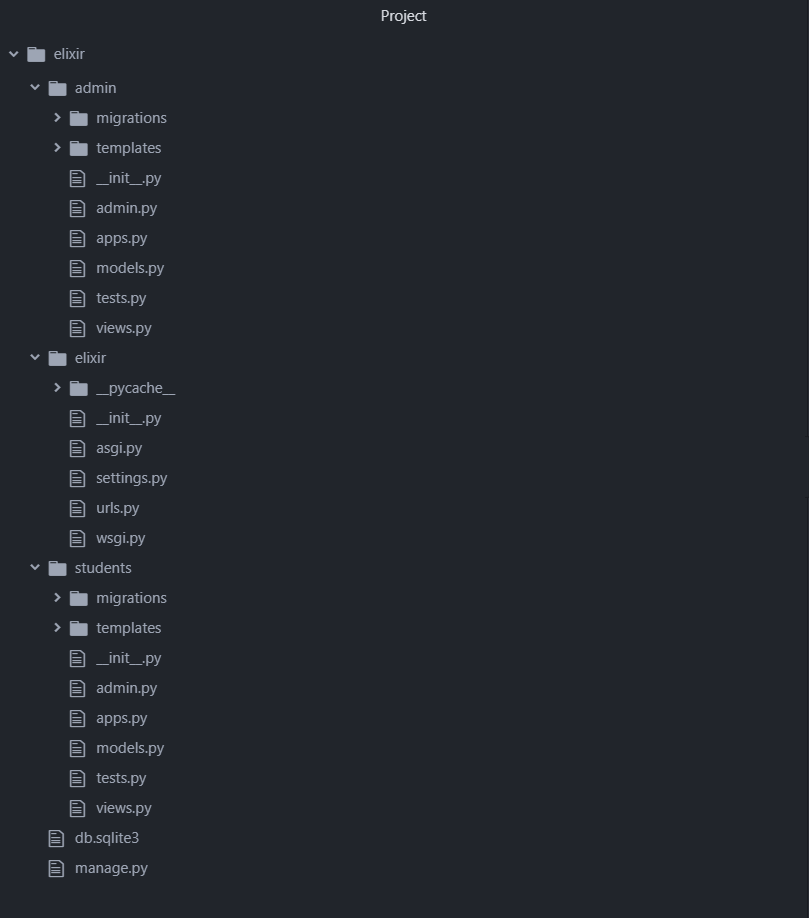 Project
elixir
admin
migrations
templates
__init__.py
admin.py
apps.py
models.py
tests.py
views.py
elixir
__pycache__
__init__.py
asgi.py
settings.py
urls.py
wsgi.py
students
migrations
templates
__init__.py
admin.py
apps.py
models.py
tests.py
views.py
db.sqlite3
manage.py